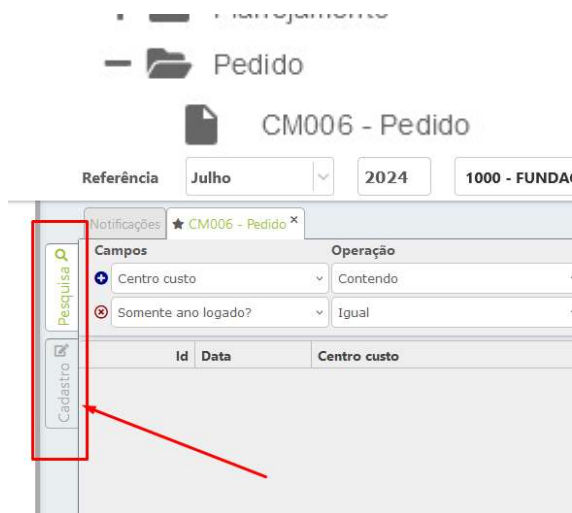 Planejamento
Pedido
CM006 - Pedido
Referência Julho 2024 1000 - FUNDA
Notificações CM006 - Pedido ×
Pesquisa
Cadastro
Campos Operação
Centro custo Contendo
Somente ano logado? Igual
Id Data Centro custo